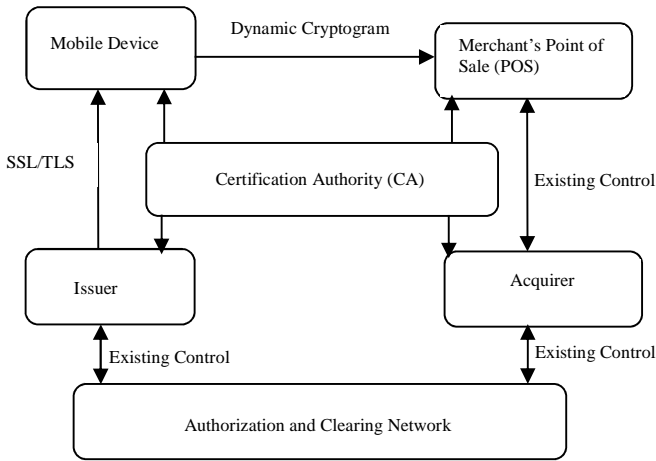 Dynamic Cryptogram
Mobile Device
Merchant's Point of
Sale (POS)
SSL/TLS
Certification Authority (CA)
Existing Control
Issuer
Acquirer
Existing Control
Existing Control
Authorization and Clearing Network